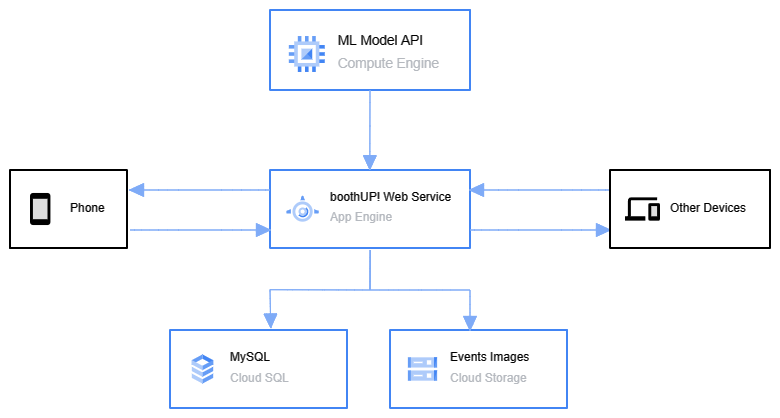 ML Model API
Compute Engine
Phone
boothUP! Web Service
App Engine
Other Devices
MySQL
Cloud SQL
Events Images
Cloud Storage